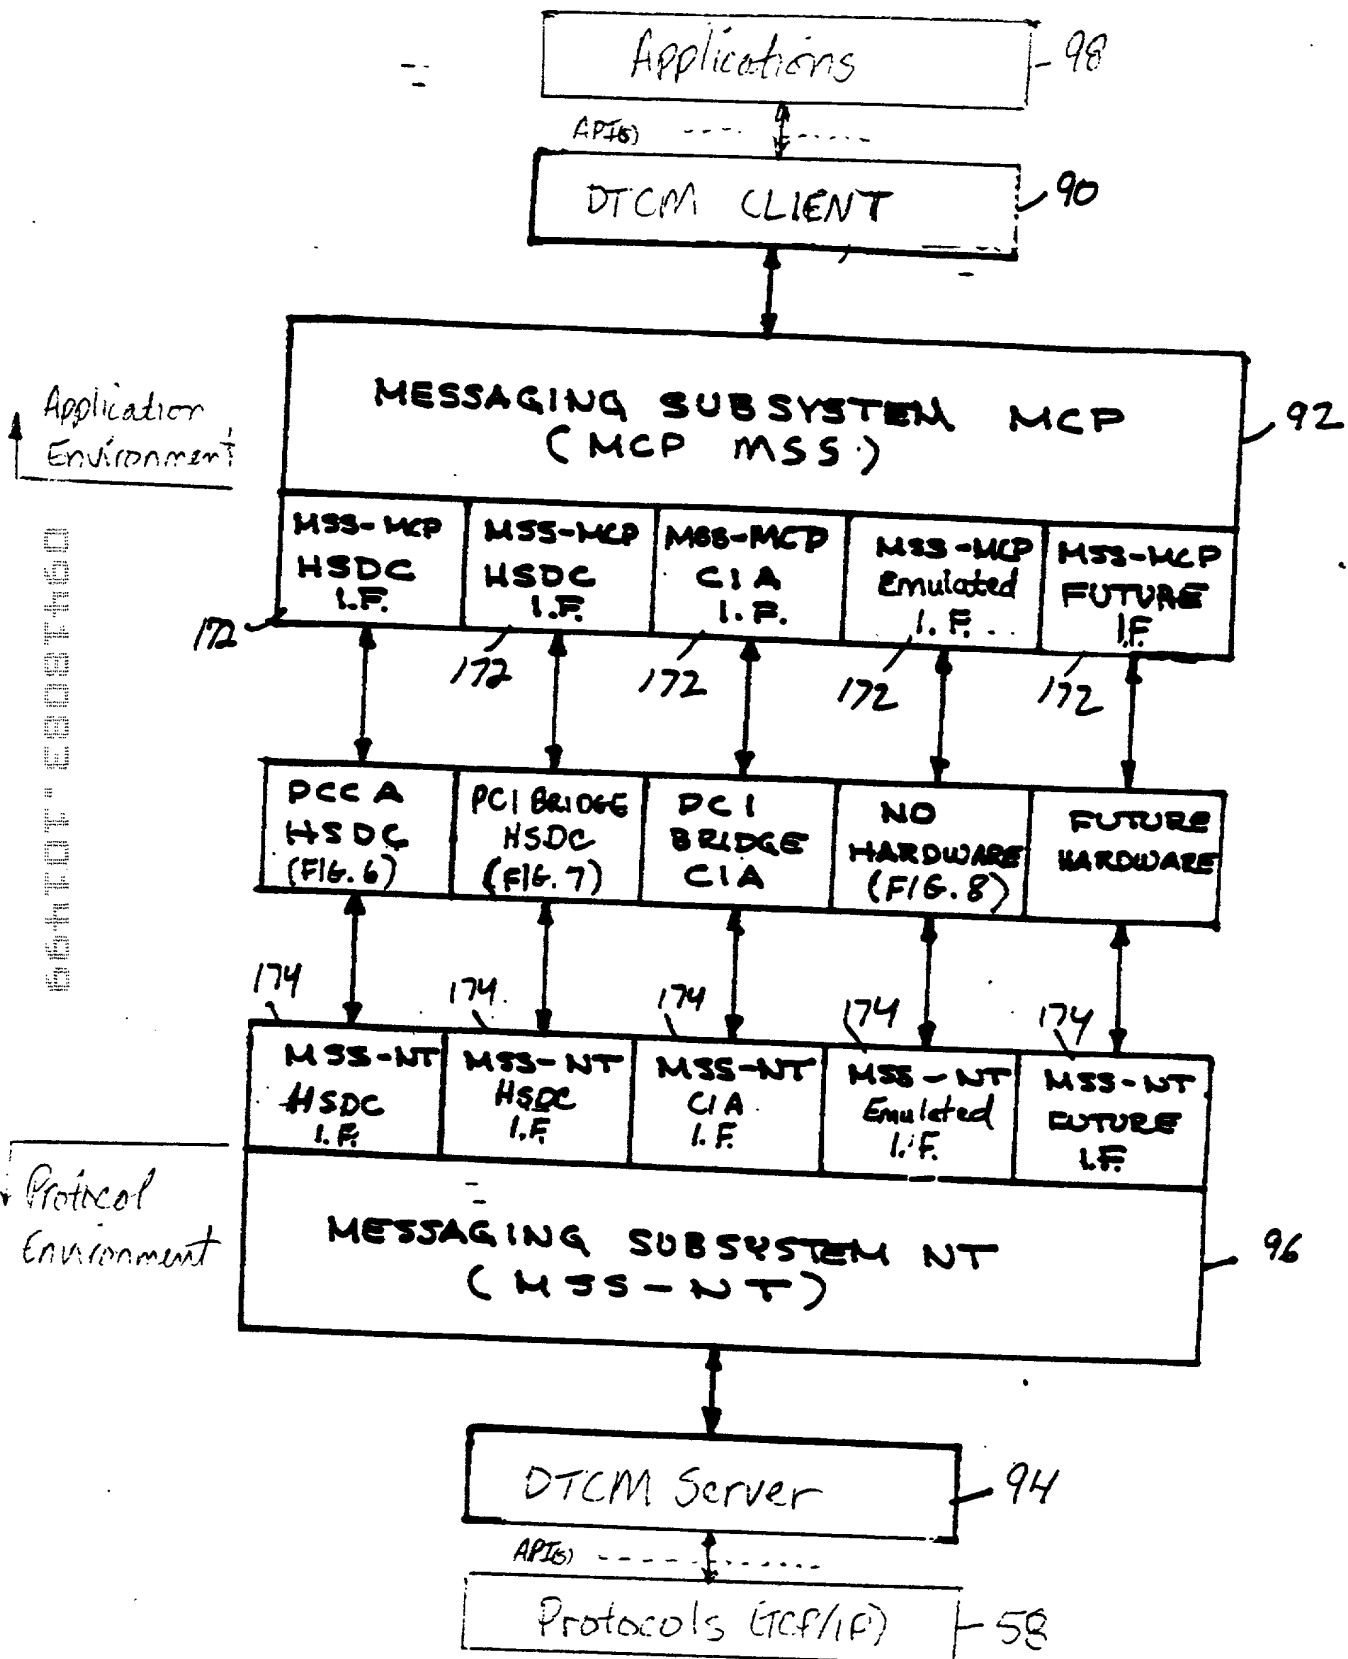 Applications
98
API(s)
DTCM CLIENT
90
MESSAGING SUBSYSTEM MCP
(MCP MSS)
92
Application
Environment
MSS-MCP
HSDC
I.F.
MSS-MCP
HSDC
I.F.
MSS-MCP
CIA
I.F.
MSS-MCP
Emulated
I.F.
MSS-MCP
FUTURE
I.F.
172
172
172
172
172
PCCA
HSDC
(FIG. 6)
PCI BRIDGE
HSDC
(FIG. 7)
PCI
BRIDGE
CIA
NO
HARDWARE
(FIG. 8)
FUTURE
HARDWARE
174
174
174
174
174
MSS-NT
HSDC
I.F.
MSS-NT
HSDC
I.F.
MSS-NT
CIA
I.F.
MSS-NT
Emulated
I.F.
MSS-NT
FUTURE
I.F.
Protocol
Environment
MESSAGING SUBSYSTEM NT
(MSS-NT)
96
DTCM Server
94
API(s)
Protocols (TCP/IP)
58